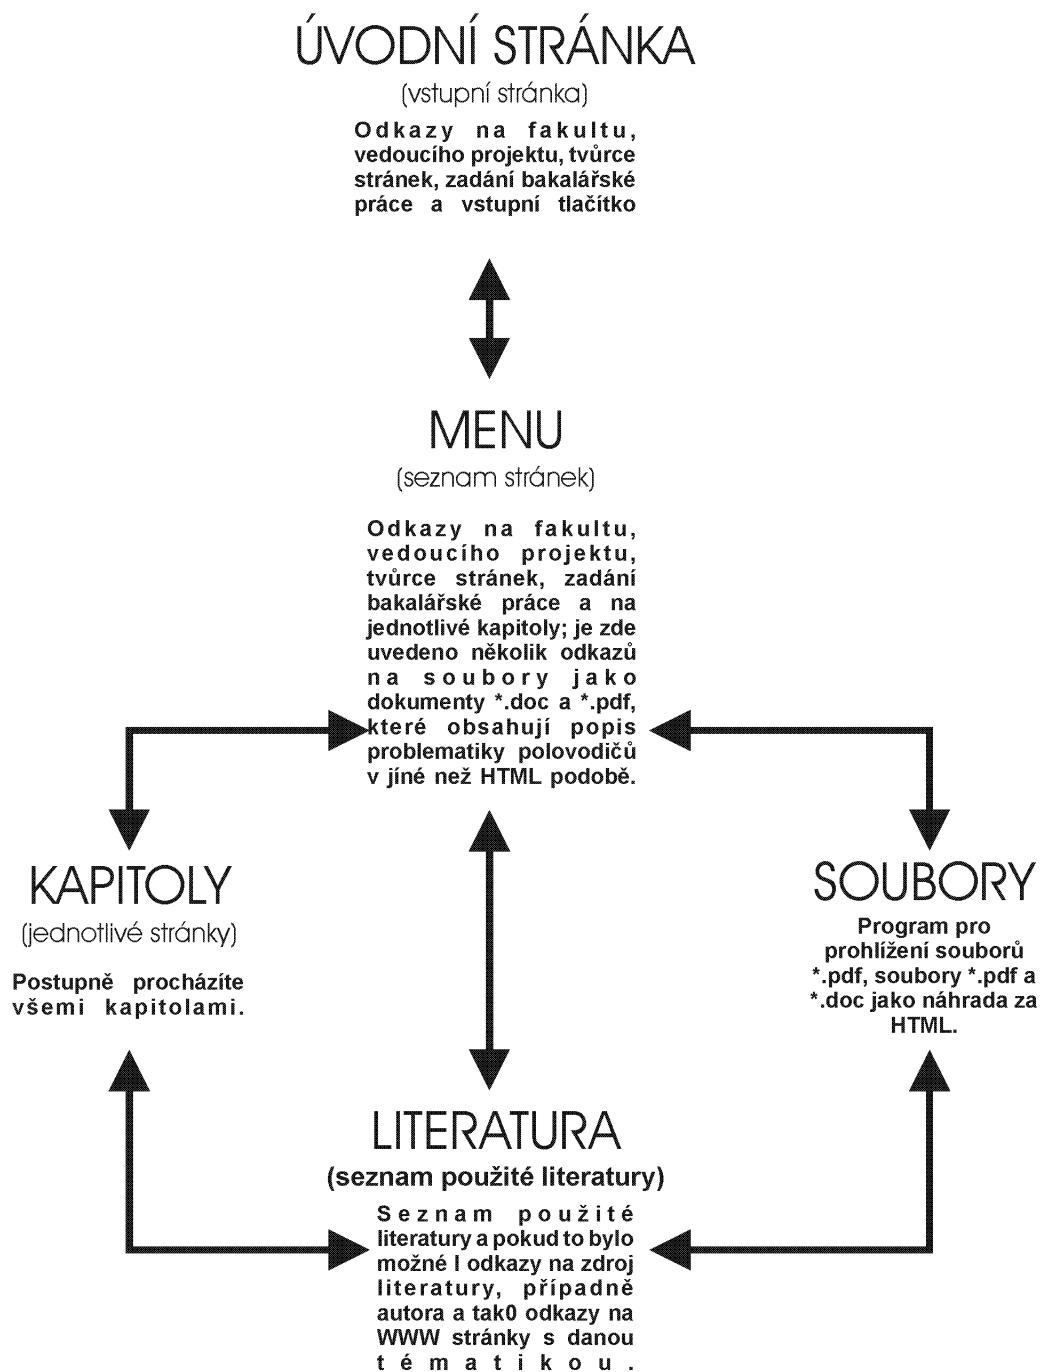 ÚVODNÍ STRÁNKA
(vstupní stránka)
Odkazy na fakultu,
vedoucího projektu, tvůrce
stránek, zadání bakalářské
práce a vstupní tlačítko
MENU
(seznam stránek)
Odkazy na fakultu,
vedoucího projektu,
tvůrce stránek, zadání
bakalářské práce a na
jednotlivé kapitoly; je zde
uvedeno několik odkazů
na soubory jako
dokumenty *.doc a *.pdf,
které obsahují popis
problematiky polovodičů
v jíné než HTML podobě.
KAPITOLY
(jednotlivé stránky)
Postupně procházíte
všemi kapitolami.
SOUBORY
Program pro
prohlížení souborů
*.pdf, soubory *.pdf a
*.doc jako náhrada za
HTML.
LITERATURA
(seznam použité literatury)
Seznam použité
literatury a pokud to bylo
možné I odkazy na zdroj
literatury, případně
autora a tak0 odkazy na
WWW stránky s danou
tématikou.